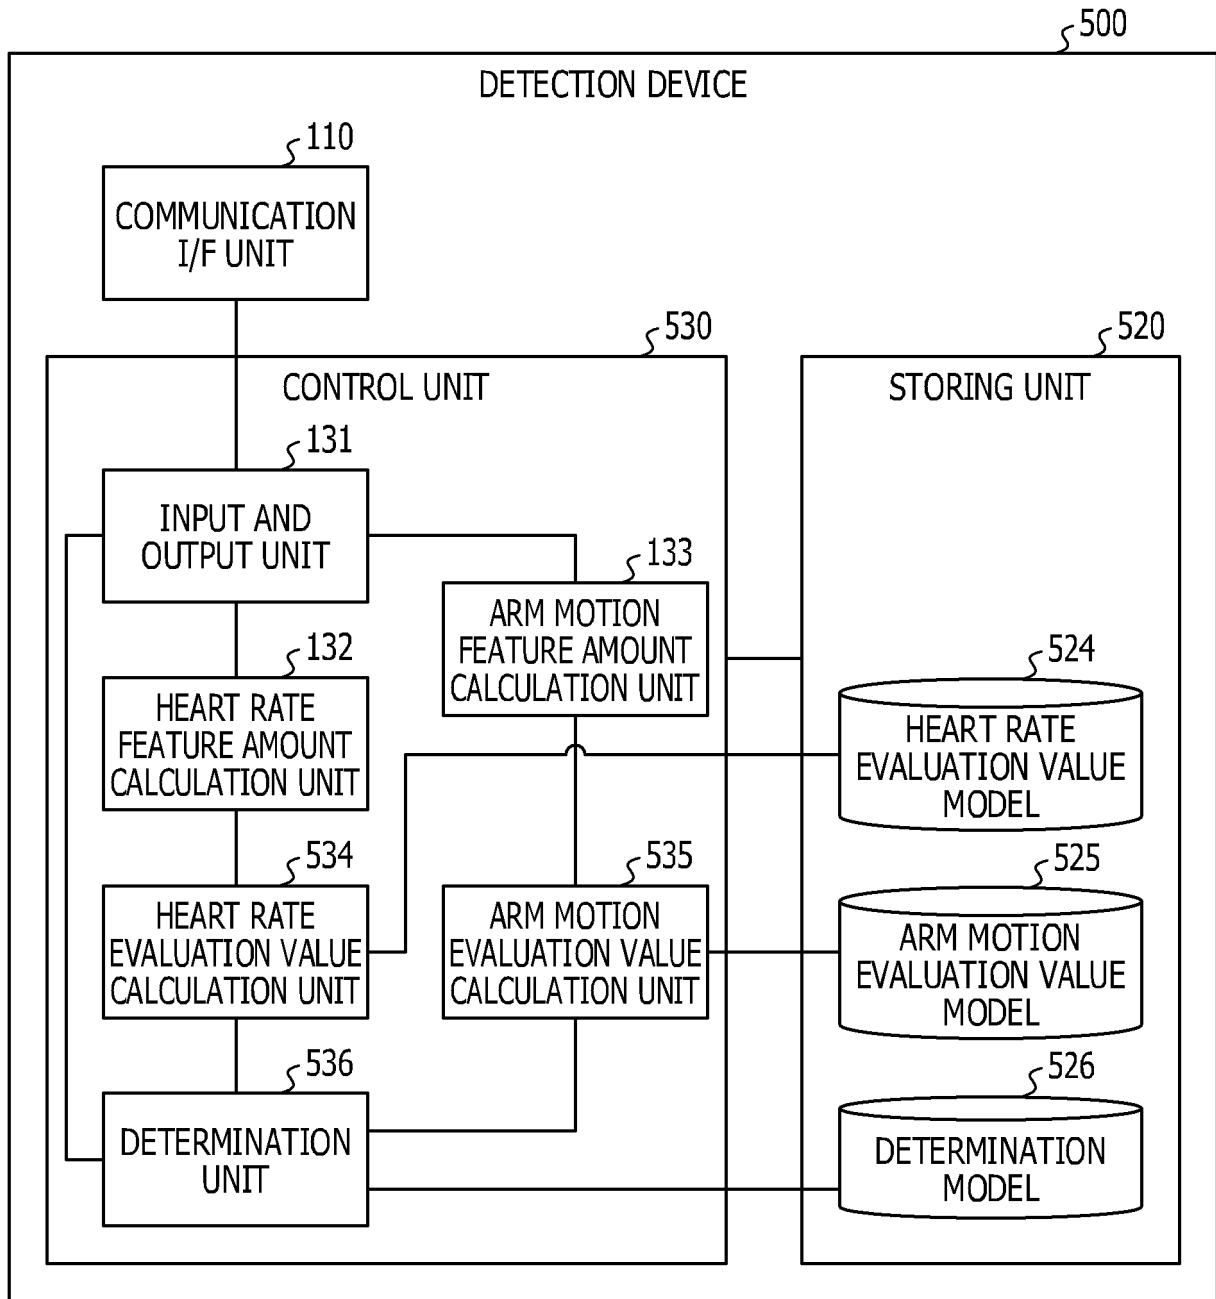 500
DETECTION DEVICE
110
COMMUNICATION
I/F UNIT
530
CONTROL UNIT
520
STORING UNIT
131
INPUT AND
OUTPUT UNIT
133
ARM MOTION
FEATURE AMOUNT
CALCULATION UNIT
132
HEART RATE
FEATURE AMOUNT
CALCULATION UNIT
524
HEART RATE
EVALUATION VALUE
MODEL
534
HEART RATE
EVALUATION VALUE
CALCULATION UNIT
535
ARM MOTION
EVALUATION VALUE
CALCULATION UNIT
525
ARM MOTION
EVALUATION VALUE
MODEL
536
DETERMINATION
UNIT
526
DETERMINATION
MODEL